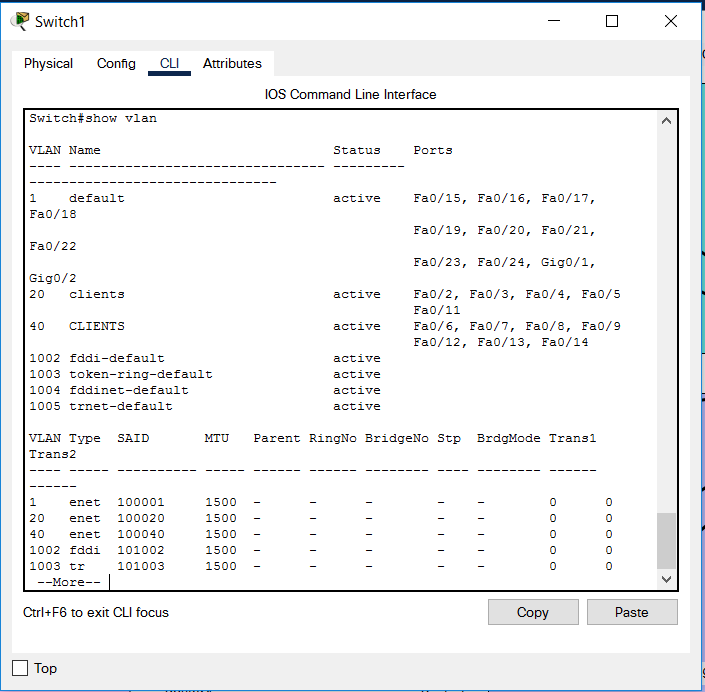 Switch1
Physical Config CLI Attributes
IOS Command Line Interface
Switch#show vlan
VLAN Name Status Ports
---- -------------------------------- --------- -------------------------------
1 default active Fa0/15, Fa0/16, Fa0/17,
Fa0/18
Fa0/19, Fa0/20, Fa0/21,
Fa0/22
Fa0/23, Fa0/24, Gig0/1,
Gig0/2
20 clients active Fa0/2, Fa0/3, Fa0/4, Fa0/5
Fa0/11
40 CLIENTS active Fa0/6, Fa0/7, Fa0/8, Fa0/9
Fa0/12, Fa0/13, Fa0/14
1002 fddi-default active
1003 token-ring-default active
1004 fddinet-default active
1005 trnet-default active
VLAN Type SAID MTU Parent RingNo BridgeNo Stp BrdgMode Trans1
Trans2
---- ----- ---------- ----- ------ ------ -------- ---- -------- ------
------
1 enet 100001 1500 - - - - - 0 0
20 enet 100020 1500 - - - - - 0 0
40 enet 100040 1500 - - - - - 0 0
1002 fddi 101002 1500 - - - - - 0 0
1003 tr 101003 1500 - - - - - 0 0
--More--
Ctrl+F6 to exit CLI focus
Copy Paste
Top